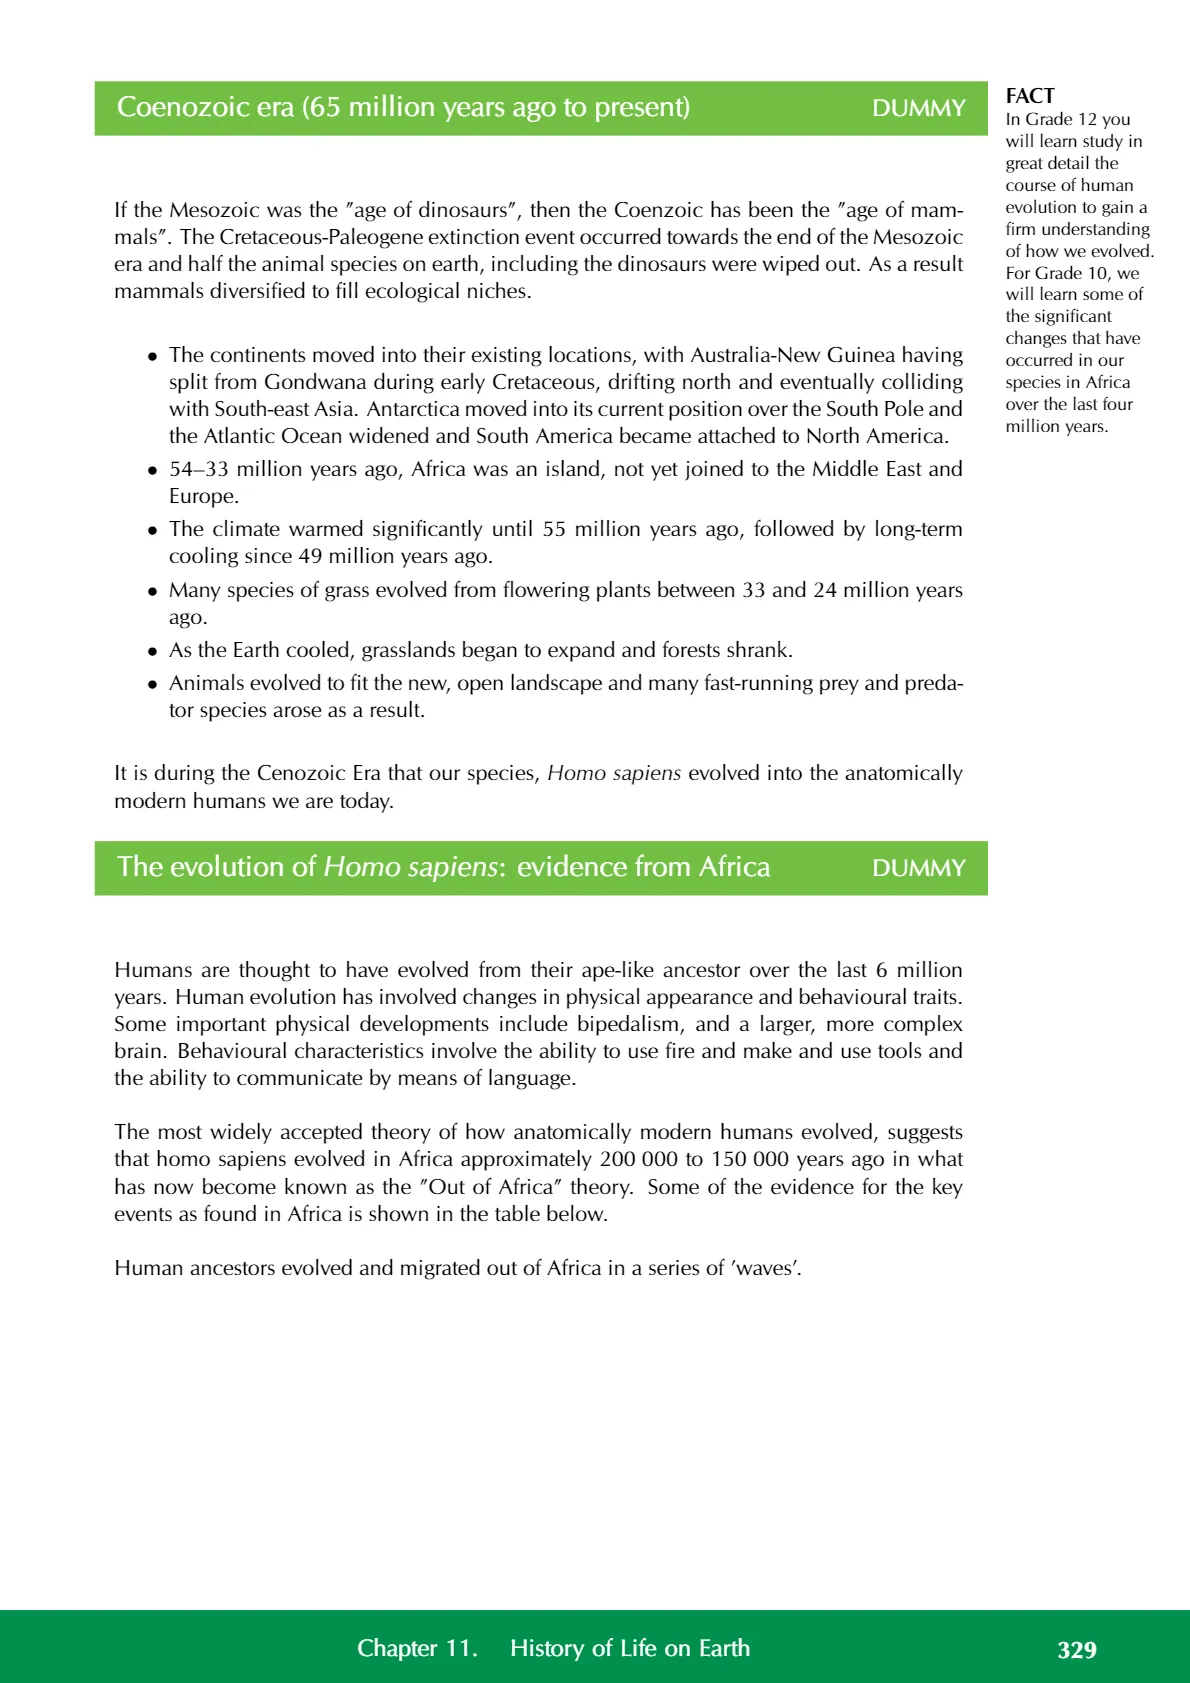 Coenozoic era (65 million years ago to present) DUMMY
If the Mesozoic was the ”age of dinosaurs”, then the Coenzoic has been the ”age of mam-
mals”. The Cretaceous-Paleogene extinction event occurred towards the end of the Mesozoic
era and half the animal species on earth, including the dinosaurs were wiped out. As a result
mammals diversified to fill ecological niches.
• The continents moved into their existing locations, with Australia-New Guinea having
split from Gondwana during early Cretaceous, drifting north and eventually colliding
with South-east Asia. Antarctica moved into its current position over the South Pole and
the Atlantic Ocean widened and South America became attached to North America.
• 54–33 million years ago, Africa was an island, not yet joined to the Middle East and
Europe.
• The climate warmed significantly until 55 million years ago, followed by long-term
cooling since 49 million years ago.
• Many species of grass evolved from flowering plants between 33 and 24 million years
ago.
• As the Earth cooled, grasslands began to expand and forests shrank.
• Animals evolved to fit the new, open landscape and many fast-running prey and preda-
tor species arose as a result.
It is during the Cenozoic Era that our species, Homo sapiens evolved into the anatomically
modern humans we are today.
The evolution of Homo sapiens: evidence from Africa DUMMY
Humans are thought to have evolved from their ape-like ancestor over the last 6 million
years. Human evolution has involved changes in physical appearance and behavioural traits.
Some important physical developments include bipedalism, and a larger, more complex
brain. Behavioural characteristics involve the ability to use fire and make and use tools and
the ability to communicate by means of language.
The most widely accepted theory of how anatomically modern humans evolved, suggests
that homo sapiens evolved in Africa approximately 200 000 to 150 000 years ago in what
has now become known as the ”Out of Africa” theory. Some of the evidence for the key
events as found in Africa is shown in the table below.
Human ancestors evolved and migrated out of Africa in a series of ’waves’.
FACT
In Grade 12 you
will learn study in
great detail the
course of human
evolution to gain a
firm understanding
of how we evolved.
For Grade 10, we
will learn some of
the significant
changes that have
occurred in our
species in Africa
over the last four
million years.
Chapter 11. History of Life on Earth 329